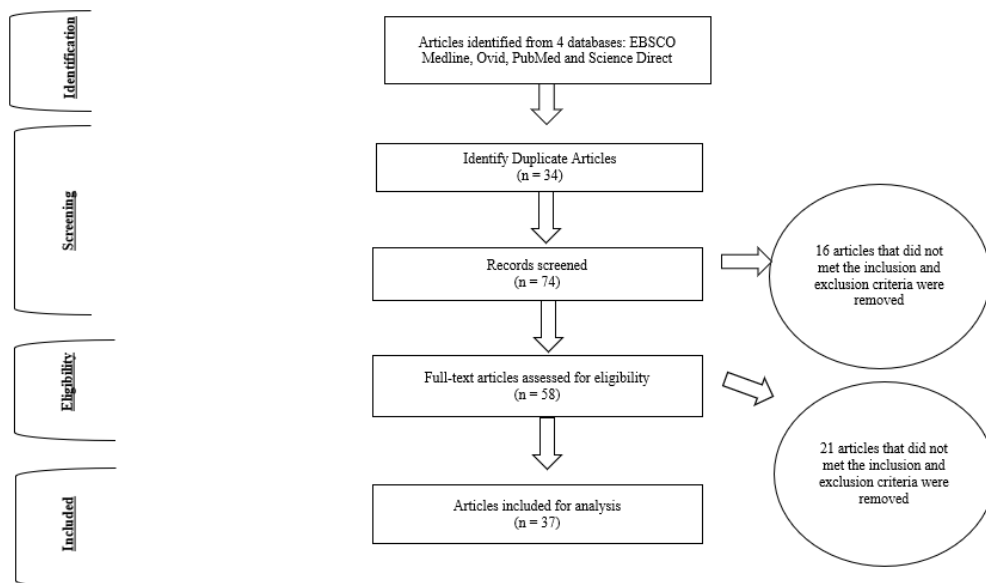 Identification
Articles identified from 4 databases: EBSCO
Medline, Ovid, PubMed and Science Direct
Screening
Identify Duplicate Articles
(n = 34)
Records screened
(n = 74)
16 articles that did not
met the inclusion and
exclusion criteria were
removed
Eligibility
Full-text articles assessed for eligibility
(n = 58)
21 articles that did not
met the inclusion and
exclusion criteria were
removed
Included
Articles included for analysis
(n = 37)